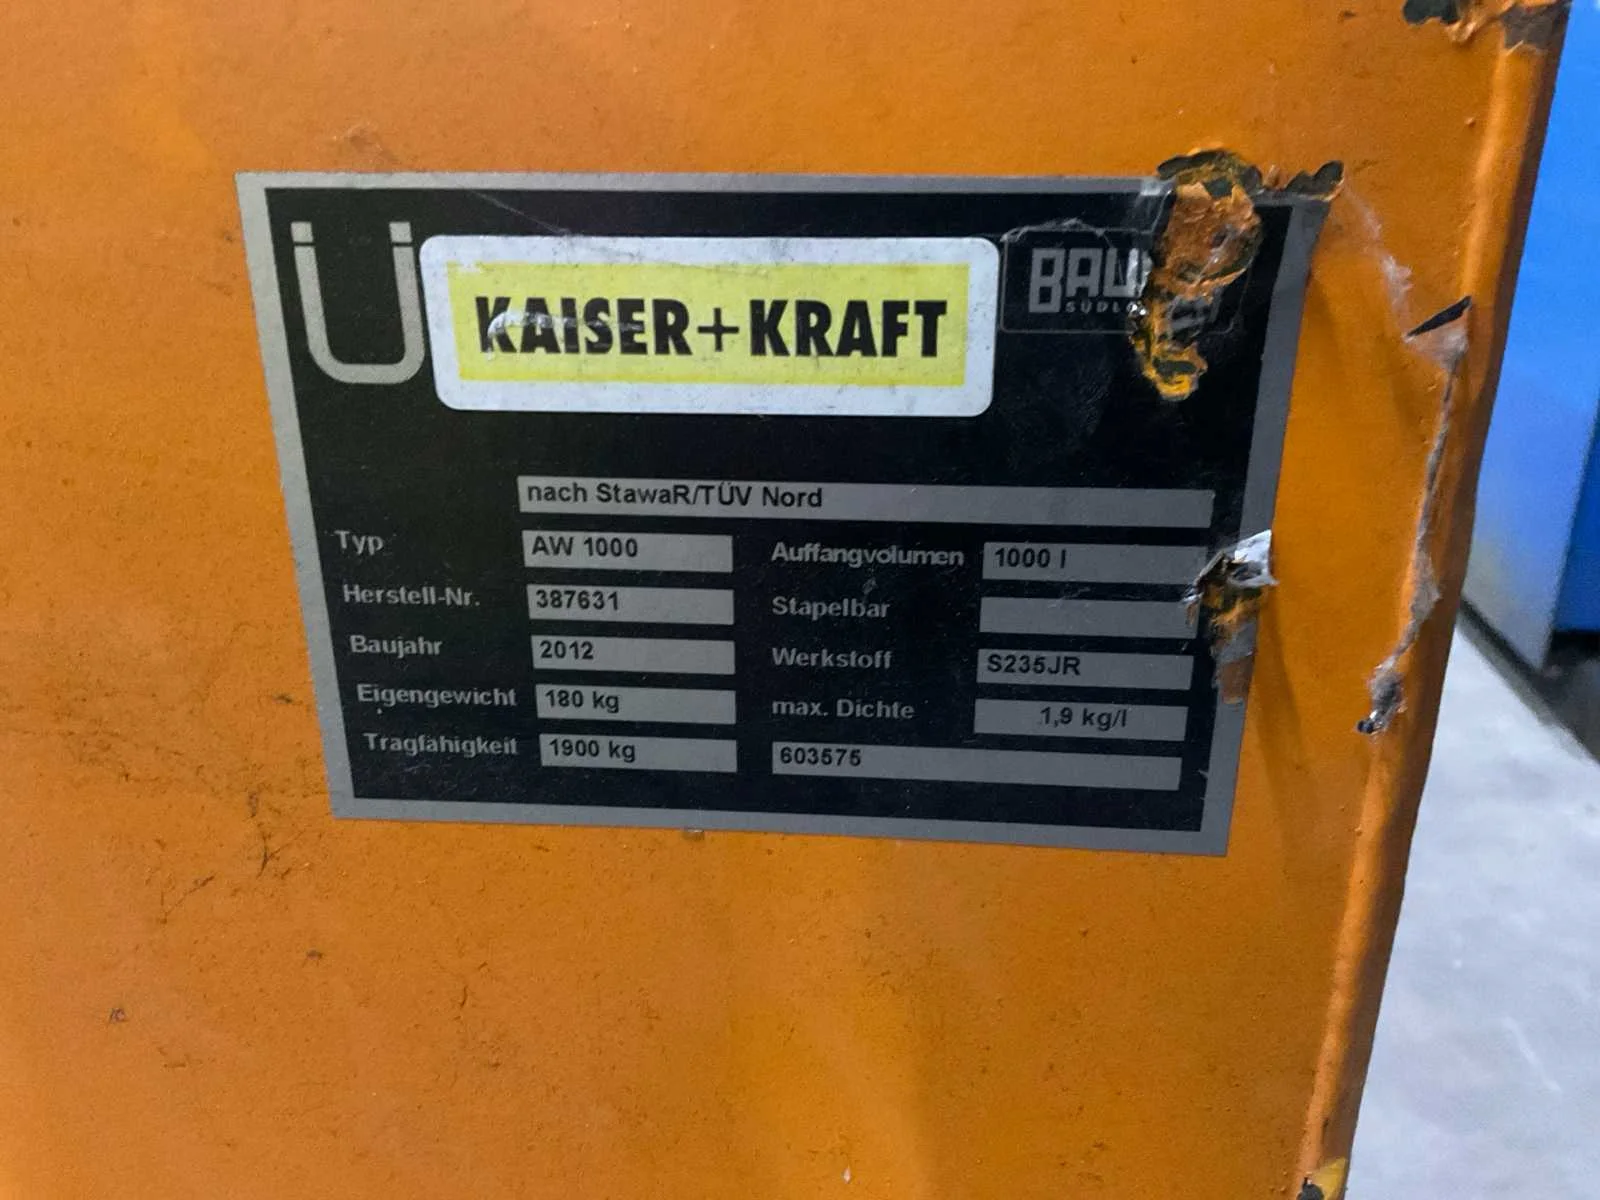 Ü
KAISER+KRAFT
nach StawaR/TÜV Nord
Typ AW 1000
Auffangvolumen 1000 l
Herstell-Nr. 387631
Stapelbar
Baujahr 2012
Werkstoff S235JR
Eigengewicht 180 kg
max. Dichte 1,9 kg/l
Tragfähigkeit 1900 kg
603575